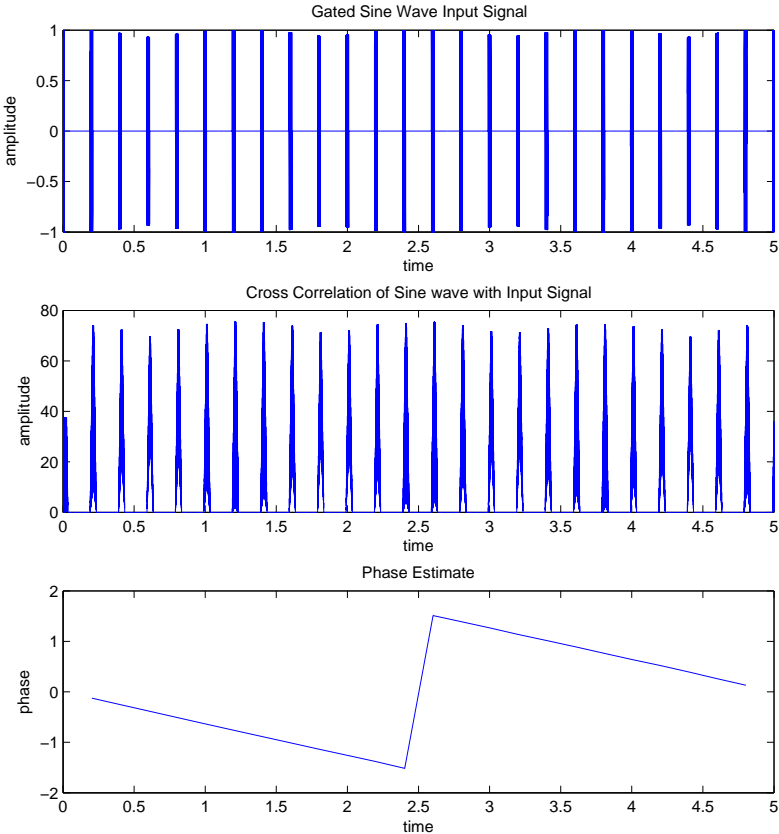 Gated Sine Wave Input Signal
1
0.5
0
−0.5
−1
amplitude
0 0.5 1 1.5 2 2.5 3 3.5 4 4.5 5
time
Cross Correlation of Sine wave with Input Signal
80
60
40
20
0
amplitude
0 0.5 1 1.5 2 2.5 3 3.5 4 4.5 5
time
Phase Estimate
2
1
0
−1
−2
phase
0 0.5 1 1.5 2 2.5 3 3.5 4 4.5 5
time